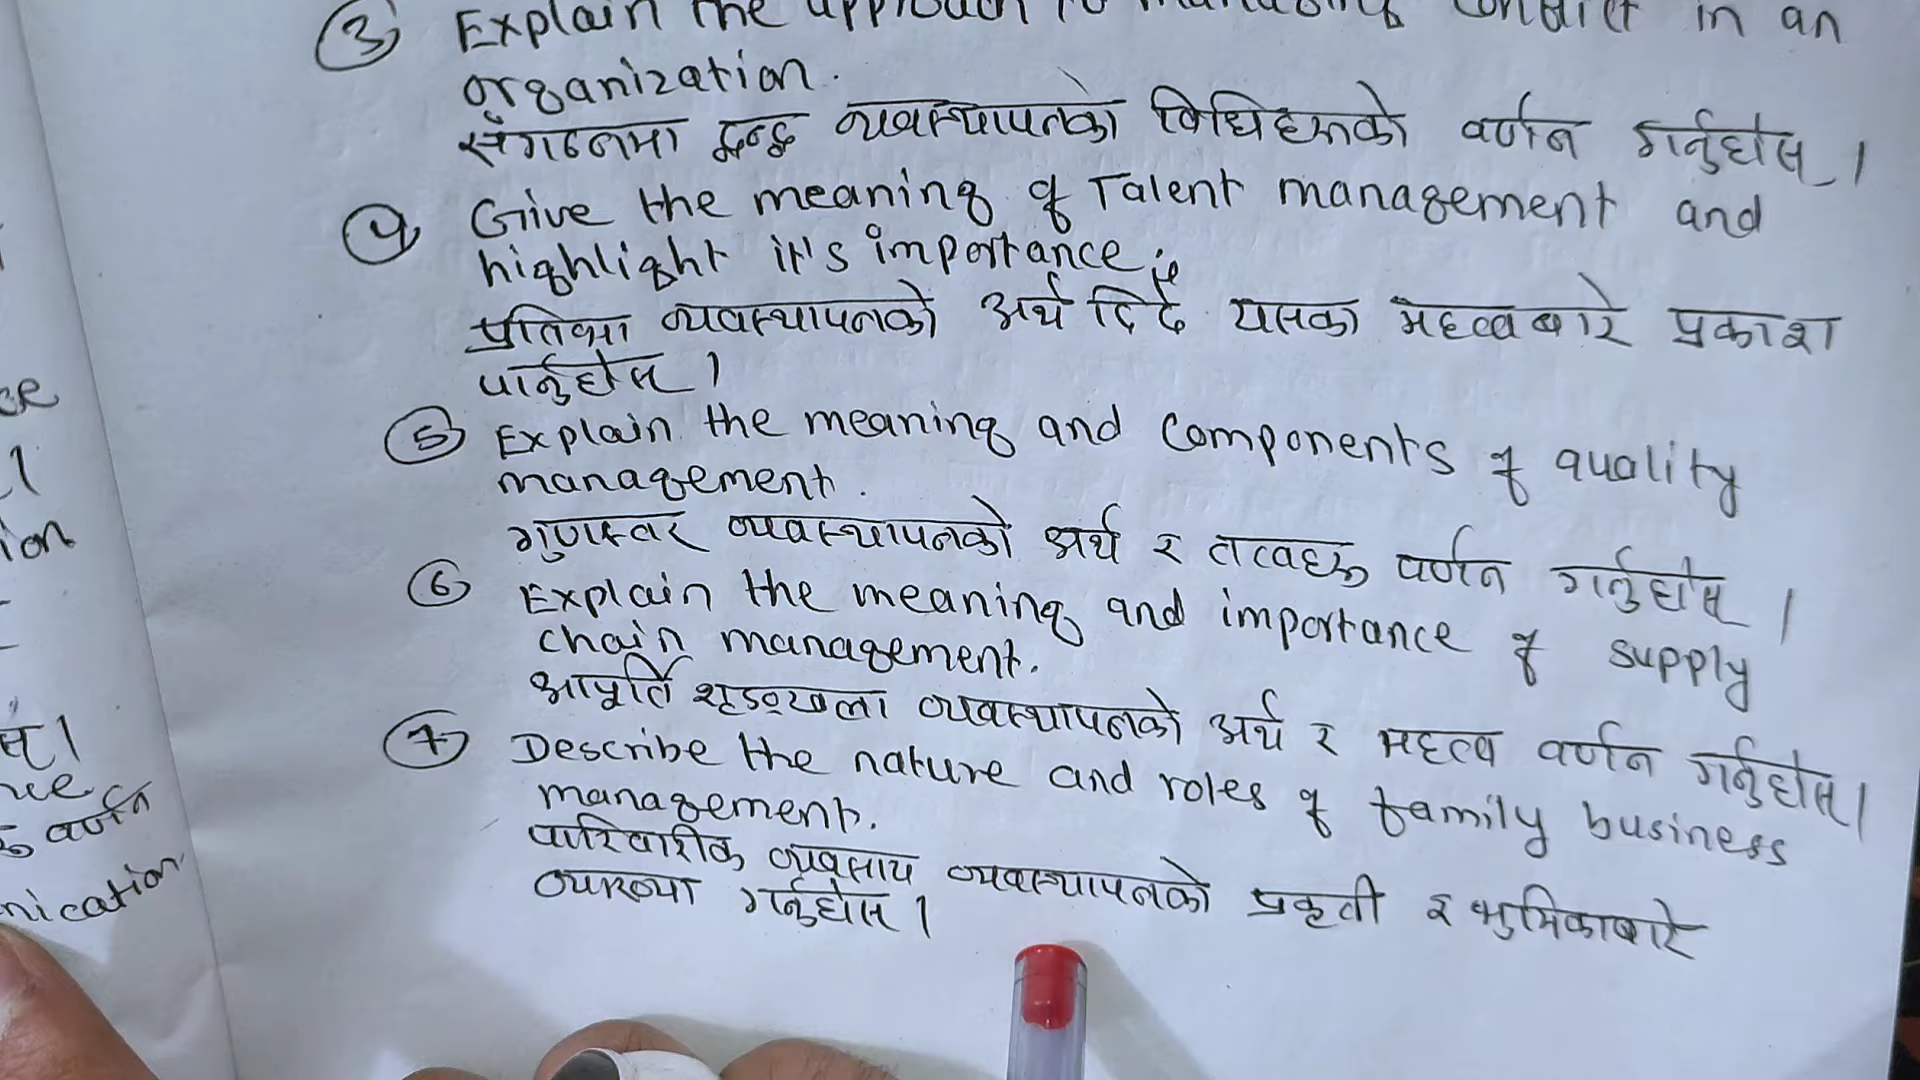 ③ Explain the approach to managing conflict in an
organization.
संगठनमा द्वन्द्व व्यवस्थापनको विधिहरूको वर्णन गर्नुहोस् ।
④ Give the meaning of Talent management and
highlight it's importance.
प्रतिभा व्यवस्थापनको अर्थ दिदै यसका महत्वबारे प्रकाश
पार्नुहोस ।
⑤ Explain the meaning and components of quality
management.
गुणस्तर व्यवस्थापनको अर्थ र तत्वहरू वर्णन गर्नुहोस् ।
⑥ Explain the meaning and importance of supply
chain management.
आपूर्ति शृङ्खला व्यवस्थापनको अर्थ र महत्व वर्णन गर्नुहोस् ।
⑦ Describe the nature and roles of family business
management.
पारिवारीक व्यवसाय व्यवस्थापनको प्रकृती र भुमिकाबारे
व्याख्या गर्नुहोस ।
ion
वर्णन
nication